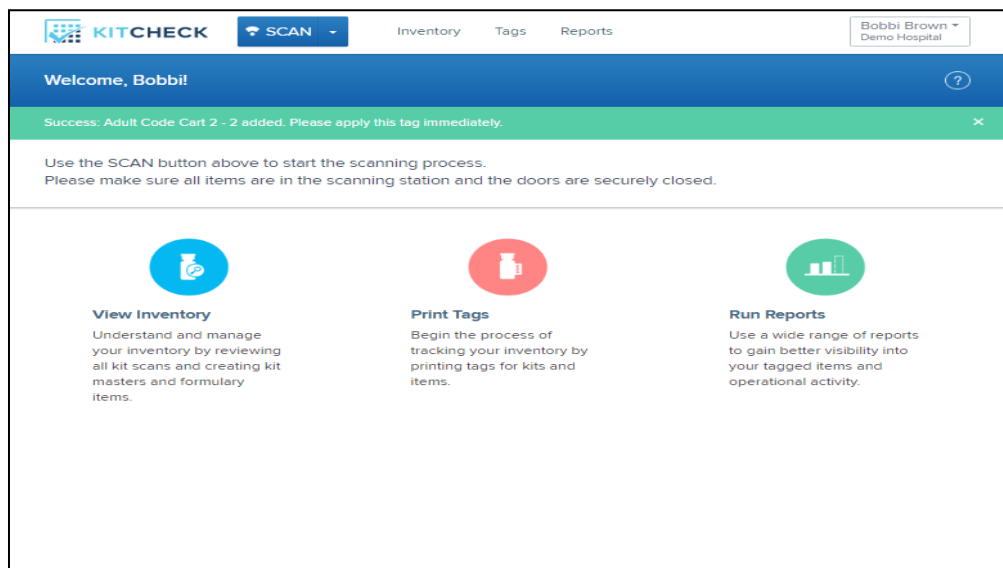 KITCHECK
SCAN
Inventory
Tags
Reports
Bobbi Brown
Demo Hospital
Welcome, Bobbi!
?
Success: Adult Code Cart 2 - 2 added. Please apply this tag immediately.
×
Use the SCAN button above to start the scanning process.
Please make sure all items are in the scanning station and the doors are securely closed.
View Inventory
Understand and manage
your inventory by reviewing
all kit scans and creating kit
masters and formulary
items.
Print Tags
Begin the process of
tracking your inventory by
printing tags for kits and
items.
Run Reports
Use a wide range of reports
to gain better visibility into
your tagged items and
operational activity.